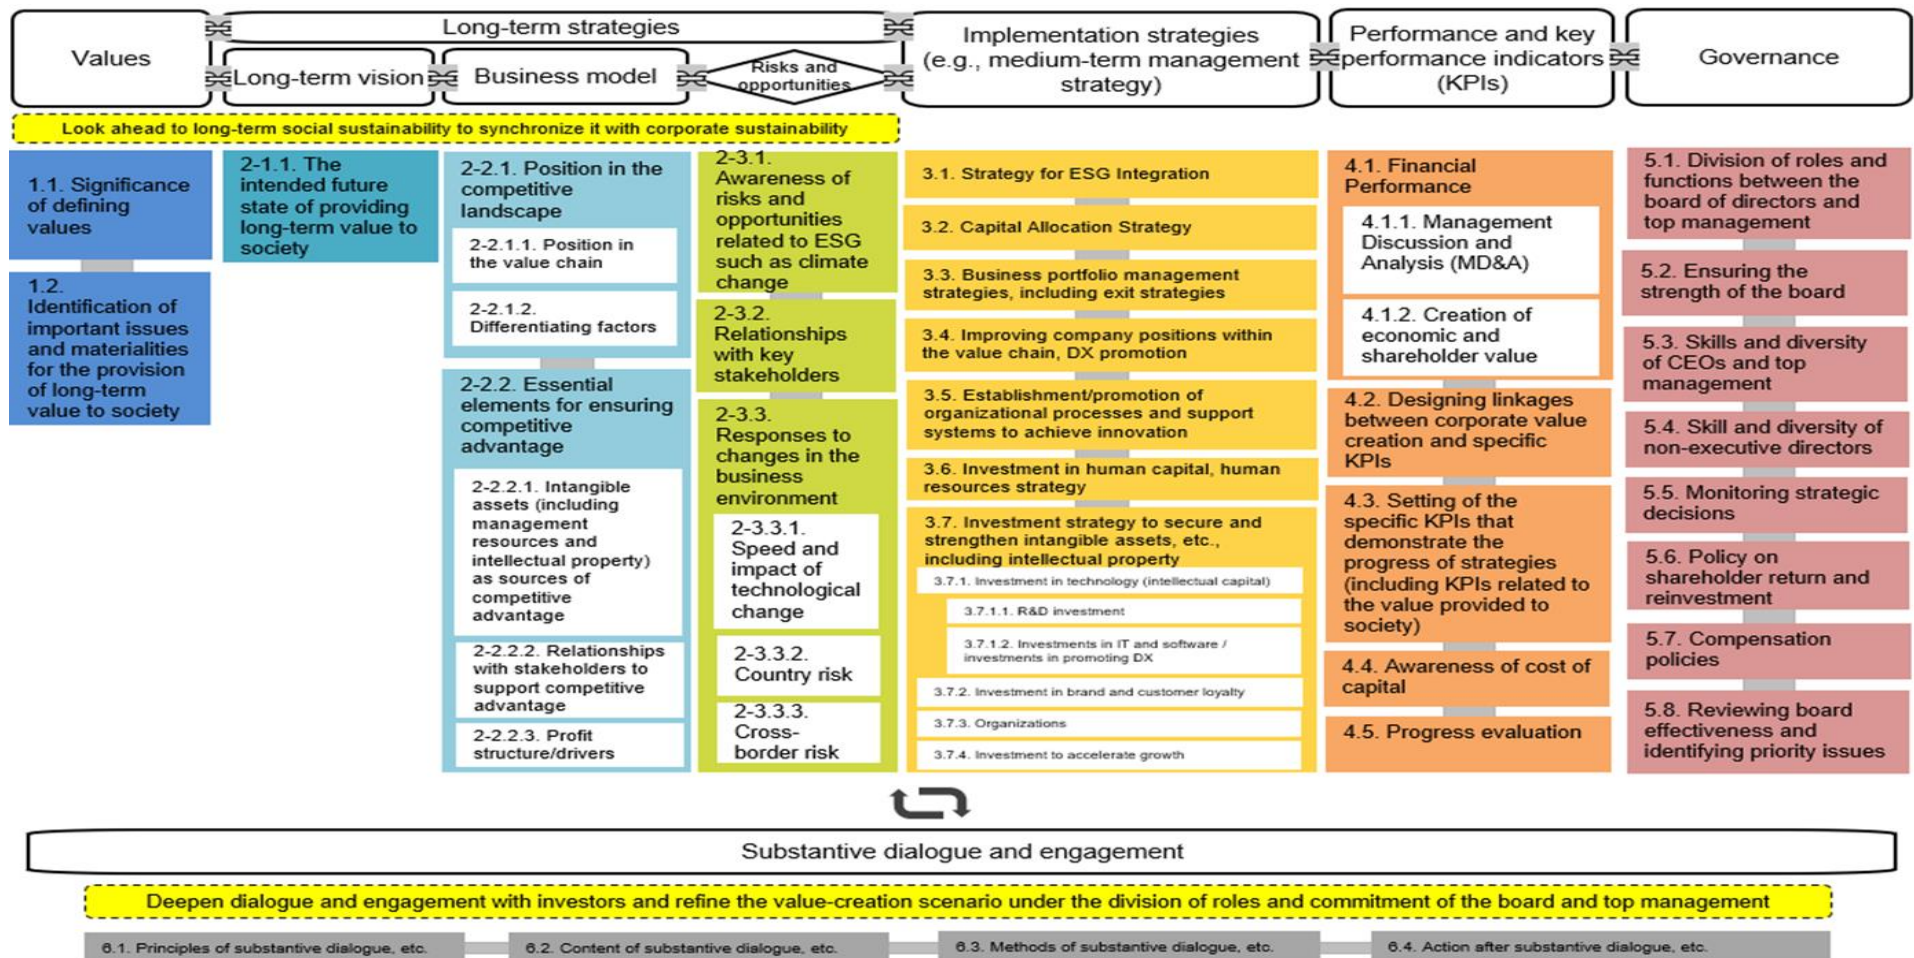 Values
Long-term strategies
Long-term vision
Business model
Risks and
opportunities
Implementation strategies
(e.g., medium-term management
strategy)
Performance and key
performance indicators
(KPIs)
Governance
Look ahead to long-term social sustainability to synchronize it with corporate sustainability
1.1. Significance
of defining
values
1.2.
Identification of
important issues
and materialities
for the provision
of long-term
value to society
2-1.1. The
intended future
state of providing
long-term value to
society
2-2.1. Position in the
competitive
landscape
2-2.1.1. Position in
the value chain
2-2.1.2.
Differentiating factors
2-2.2. Essential
elements for ensuring
competitive
advantage
2-2.2.1. Intangible
assets (including
management
resources and
intellectual property)
as sources of
competitive
advantage
2-2.2.2. Relationships
with stakeholders to
support competitive
advantage
2-2.2.3. Profit
structure/drivers
2-3.1.
Awareness of
risks and
opportunities
related to ESG
such as climate
change
2-3.2.
Relationships
with key
stakeholders
2-3.3.
Responses to
changes in the
business
environment
2-3.3.1.
Speed and
impact of
technological
change
2-3.3.2.
Country risk
2-3.3.3.
Cross-
border risk
3.1. Strategy for ESG Integration
3.2. Capital Allocation Strategy
3.3. Business portfolio management
strategies, including exit strategies
3.4. Improving company positions within
the value chain, DX promotion
3.5. Establishment/promotion of
organizational processes and support
systems to achieve innovation
3.6. Investment in human capital, human
resources strategy
3.7. Investment strategy to secure and
strengthen intangible assets, etc.,
including intellectual property
3.7.1. Investment in technology (intellectual capital)
3.7.1.1. R&D investment
3.7.1.2. Investments in IT and software /
investments in promoting DX
3.7.2. Investment in brand and customer loyalty
3.7.3. Organizations
3.7.4. Investment to accelerate growth
4.1. Financial
Performance
4.1.1. Management
Discussion and
Analysis (MD&A)
4.1.2. Creation of
economic and
shareholder value
4.2. Designing linkages
between corporate value
creation and specific
KPIs
4.3. Setting of the
specific KPIs that
demonstrate the
progress of strategies
(including KPIs related to
the value provided to
society)
4.4. Awareness of cost of
capital
4.5. Progress evaluation
5.1. Division of roles and
functions between the
board of directors and
top management
5.2. Ensuring the
strength of the board
5.3. Skills and diversity
of CEOs and top
management
5.4. Skill and diversity of
non-executive directors
5.5. Monitoring strategic
decisions
5.6. Policy on
shareholder return and
reinvestment
5.7. Compensation
policies
5.8. Reviewing board
effectiveness and
identifying priority issues
Substantive dialogue and engagement
Deepen dialogue and engagement with investors and refine the value-creation scenario under the division of roles and commitment of the board and top management
6.1. Principles of substantive dialogue, etc.
6.2. Content of substantive dialogue, etc.
6.3. Methods of substantive dialogue, etc.
6.4. Action after substantive dialogue, etc.